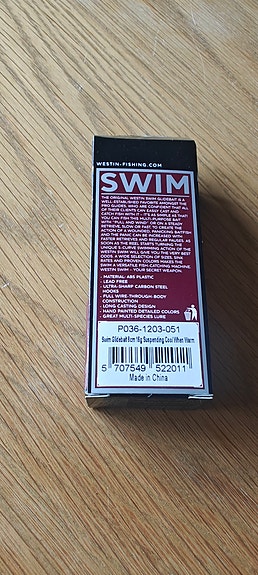 WESTIN-FISHING.COM
SWIM
THE ORIGINAL WESTIN SWIM GLIDEBAIT IS A
WELL ESTABLISHED FAVORITE AMONGST THE
PRO GUIDES WHO ARE CONFIDENT THAT ALL
OF THEIR CLIENTS CAN EASILY CAST AND
CATCH FISH WITH IT - IT'S AS SIMPLE AS THAT
YOU CAN FISH THIS MULTI-PURPOSE BAIT
WITH "PULL AND WIND" OR ON A STEADY
RETRIEVE, SLOW OR FAST, TO CREATE THE
ACTION OF A WOUNDED, PANICKING BAITFISH
AND THE PANIC CAN BE INCREASED WITH
FASTER RETRIEVES AND REGULAR PAUSES. AS
SOON AS THE REEL STARTS TURNING THE
UNIQUE S-CURVE SWIMMING ACTION OF THE
WESTIN SWIM WILL GIVE YOU THE VERY BEST
ODDS. A WIDE SELECTION OF SIZES, SINK
RATES AND PROVEN COLORS MAKES THE
SWIM A VERSATILE FISH-CATCHING MACHINE.
WESTIN SWIM - YOUR SECRET WEAPON.
- MATERIAL: ABS PLASTIC
- LEAD FREE
- ULTRA-SHARP CARBON STEEL
HOOKS
- FULL WIRE-THROUGH-BODY
CONSTRUCTION
- LONG CASTING DESIGN
- HAND PAINTED DETAILED COLORS
- GREAT MULTI-SPECIES LURE
P036-1203-051
Swim Glidebait 8cm 15g Suspending Cool When Warm
5 707549 522011
Made in China